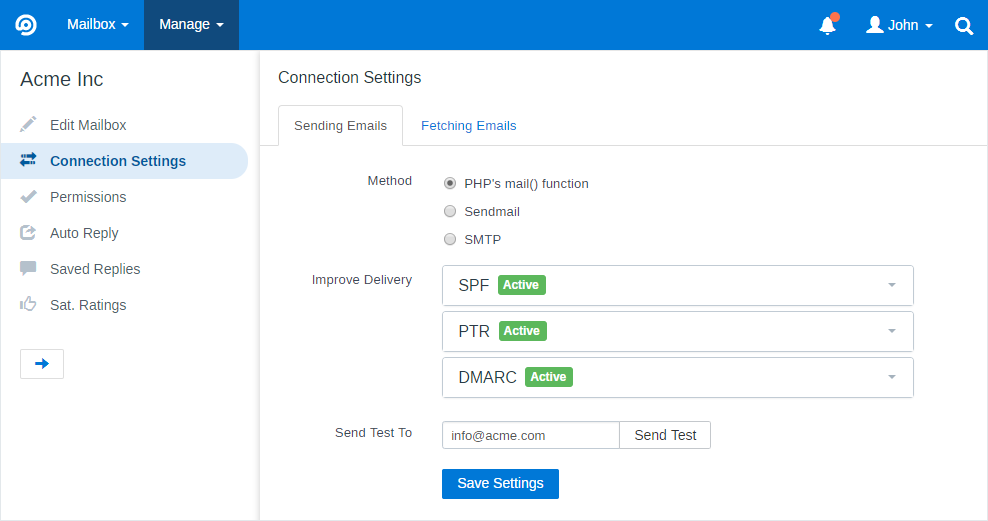 Mailbox Manage John
Acme Inc
Edit Mailbox
Connection Settings
Permissions
Auto Reply
Saved Replies
Sat. Ratings
Connection Settings
Sending Emails Fetching Emails
Method
PHP's mail() function
Sendmail
SMTP
Improve Delivery
SPF Active
PTR Active
DMARC Active
Send Test To info@acme.com Send Test
Save Settings